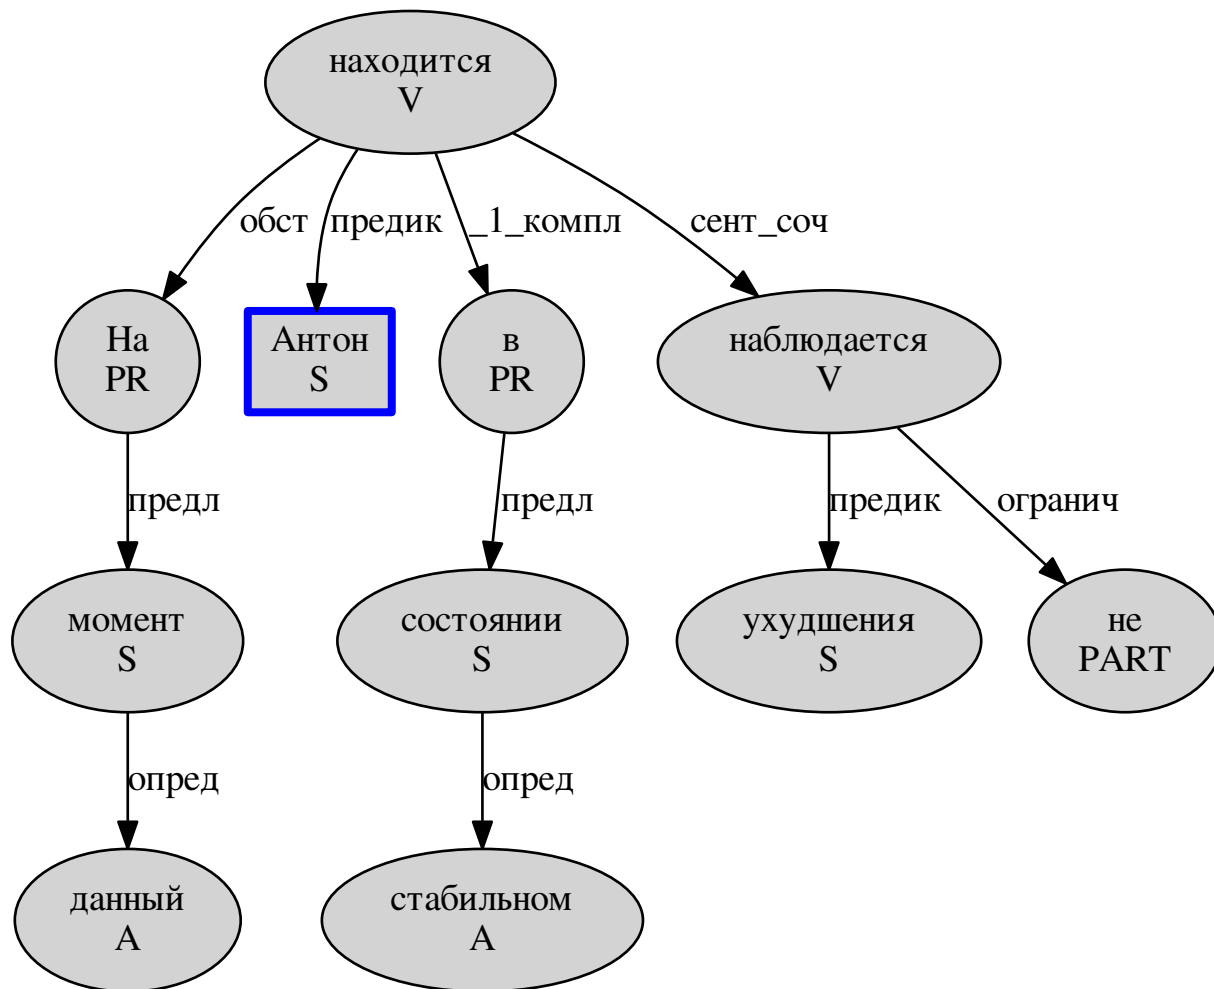 находится
V
обст
предик
_1_компл
сент_соч
На
PR
Антон
S
в
PR
наблюдается
V
предл
предл
предик
огранич
момент
S
состоянии
S
ухудшения
S
не
PART
опред
опред
данный
A
стабильном
A